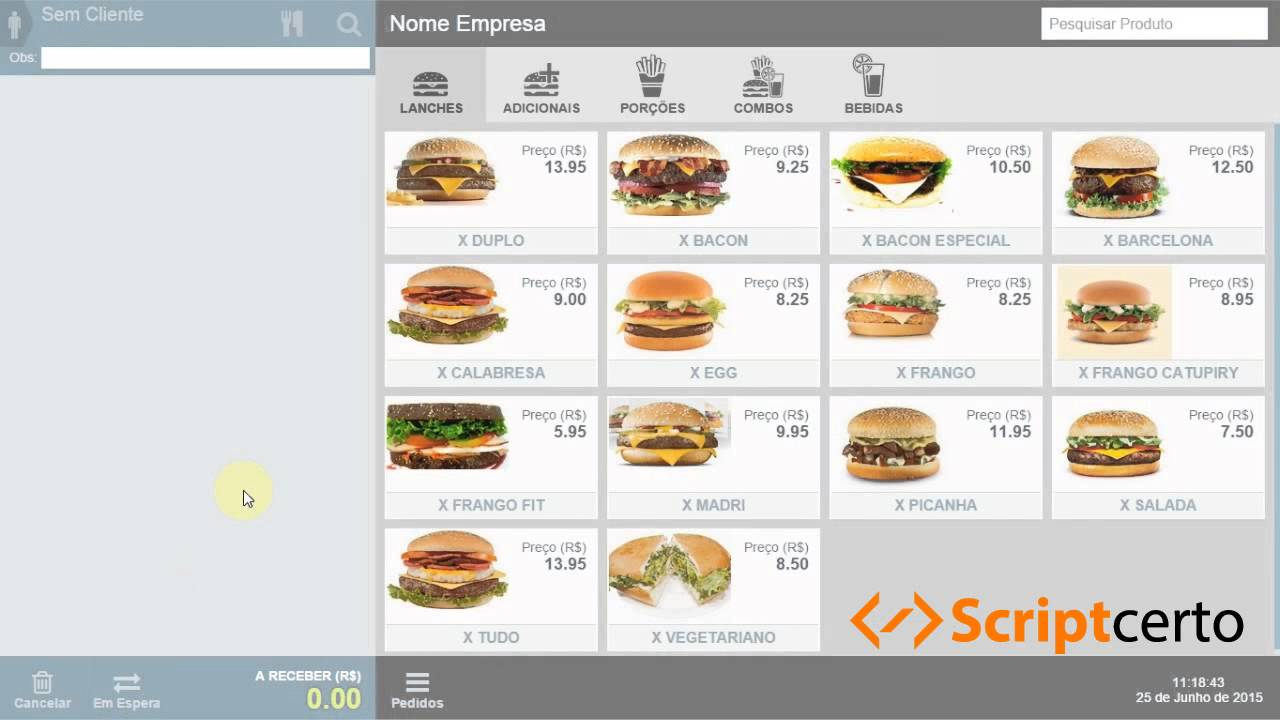 Sem Cliente
Obs:
Nome Empresa
Pesquisar Produto
LANCHES
ADICIONAIS
PORÇÕES
COMBOS
BEBIDAS
Preço (R$)
13.95
X DUPLO
Preço (R$)
9.25
X BACON
Preço (R$)
10.50
X BACON ESPECIAL
Preço (R$)
12.50
X BARCELONA
Preço (R$)
9.00
X CALABRESA
Preço (R$)
8.25
X EGG
Preço (R$)
8.25
X FRANGO
Preço (R$)
8.95
X FRANGO CATUPIRY
Preço (R$)
5.95
X FRANGO FIT
Preço (R$)
9.95
X MADRI
Preço (R$)
11.95
X PICANHA
Preço (R$)
7.50
X SALADA
Preço (R$)
13.95
X TUDO
Preço (R$)
8.50
X VEGETARIANO
Scriptcerto
Cancelar
Em Espera
A RECEBER (R$)
0.00
Pedidos
11:18:43
25 de Junho de 2015